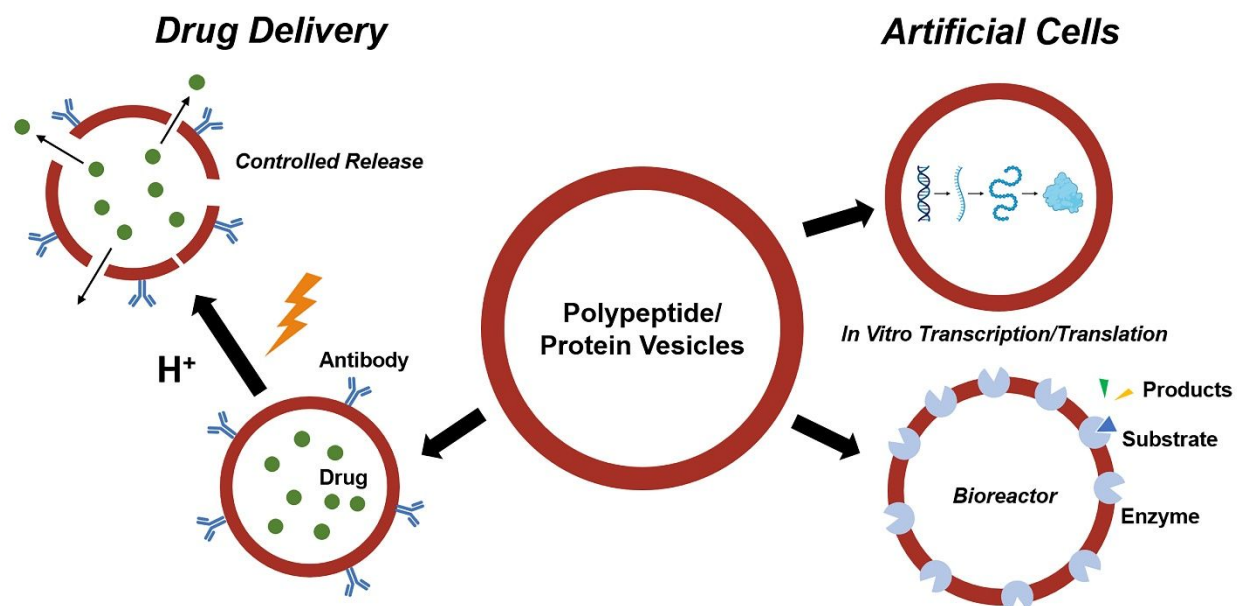 Drug Delivery
Artificial Cells
Controlled Release
Polypeptide/
Protein Vesicles
In Vitro Transcription/Translation
H⁺
Antibody
Drug
Products
Substrate
Bioreactor
Enzyme